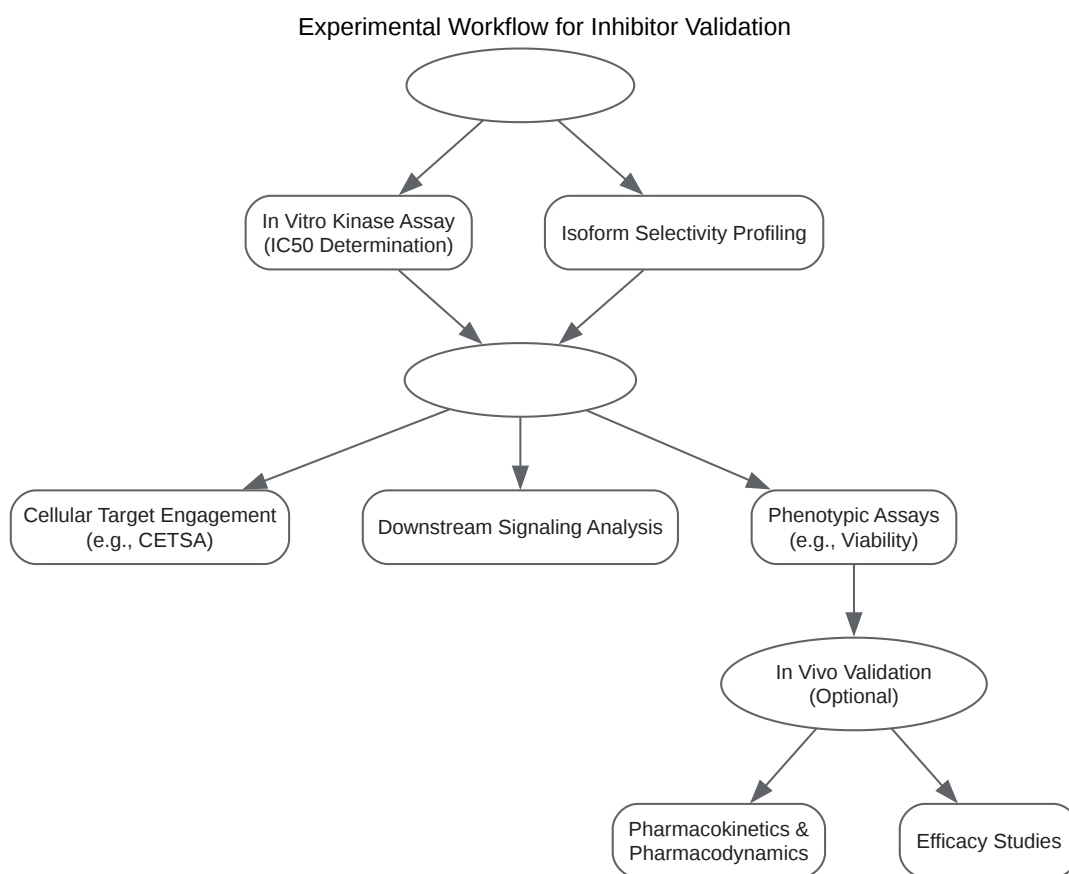 Experimental Workflow for Inhibitor Validation
In Vitro Kinase Assay
(IC50 Determination)
Isoform Selectivity Profiling
Cellular Target Engagement
(e.g., CETSA)
Downstream Signaling Analysis
Phenotypic Assays
(e.g., Viability)
In Vivo Validation
(Optional)
Pharmacokinetics &
Pharmacodynamics
Efficacy Studies